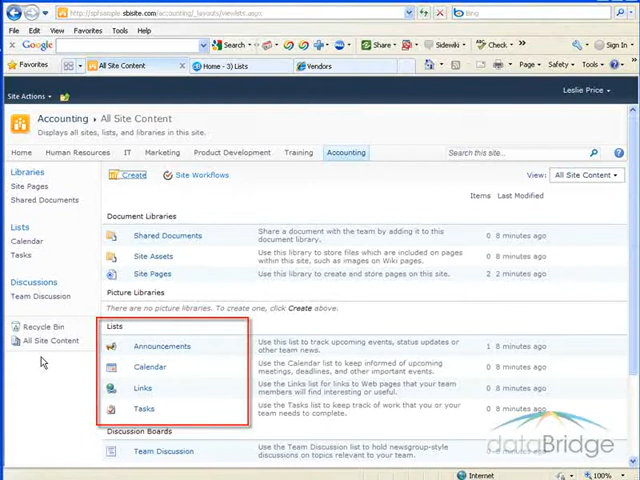 http://spfsample.sbisite.com/accounting/_layouts/viewlsts.aspx
Bing
File Edit View Favorites Tools Help
Google Search Share Sidewiki Check Sign In
Favorites All Site Content Home - 3) Lists Vendors Page Safety Tools
Site Actions Leslie Price
Accounting All Site Content
Displays all sites, lists, and libraries in this site.
Home Human Resources IT Marketing Product Development Training Accounting Search this site...
Libraries
Site Pages
Shared Documents
Lists
Calendar
Tasks
Discussions
Team Discussion
Recycle Bin
All Site Content
Create Site Workflows View: All Site Content
Items Last Modified
Document Libraries
Shared Documents Share a document with the team by adding it to this document library. 0 8 minutes ago
Site Assets Use this library to store files which are included on pages within this site, such as images on Wiki pages. 0 8 minutes ago
Site Pages Use this library to create and store pages on this site. 2 2 minutes ago
Picture Libraries
There are no picture libraries. To create one, click Create above.
Lists
Announcements Use this list to track upcoming events, status updates or other team news. 1 8 minutes ago
Calendar Use the Calendar list to keep informed of upcoming meetings, deadlines, and other important events. 0 8 minutes ago
Links Use the Links list for links to Web pages that your team members will find interesting or useful. 0 8 minutes ago
Tasks Use the Tasks list to keep track of work that you or your team needs to complete. 0 8 minutes ago
Discussion Boards
Team Discussion Use the Team Discussion list to hold newsgroup-style discussions on topics relevant to your team. 0 8 minutes ago
dataBridge
Internet 100%